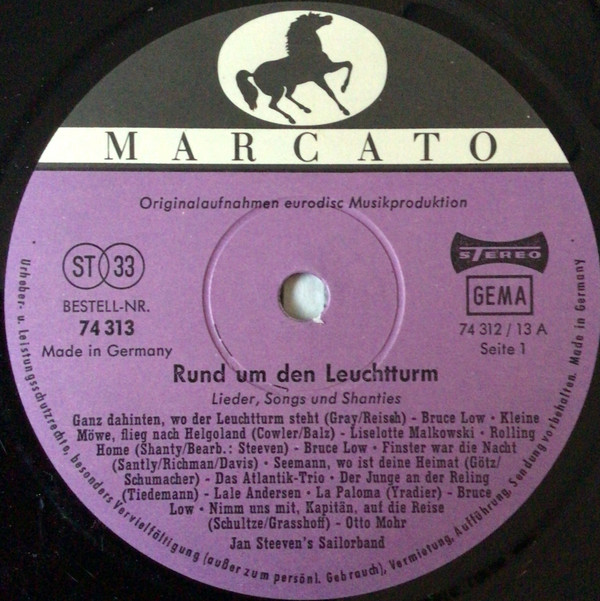 MARCATO
Originalaufnahmen eurodisc Musikproduktion
ST 33
BESTELL-NR.
74 313
Made in Germany
STEREO
GEMA
74 312 / 13 A
Seite 1
Rund um den Leuchtturm
Lieder, Songs und Shanties
Ganz dahinten, wo der Leuchtturm steht (Gray/Reisch) - Bruce Low • Kleine
Möwe, flieg nach Helgoland (Cowler/Balz) - Liselotte Malkowski • Rolling
Home (Shanty/Bearb.: Steeven) - Bruce Low • Finster war die Nacht
(Santly/Richman/Davis) • Seemann, wo ist deine Heimat (Götz/
Schumacher) - Das Atlantik-Trio • Der Junge an der Reling
(Tiedemann) - Lale Andersen • La Paloma (Yradier) - Bruce
Low • Nimm uns mit, Kapitän, auf die Reise
(Schultze/Grasshoff) - Otto Mohr
Jan Steeven's Sailorband
Urheber- u. Leistungsschutzrechte, besonders Vervielfältigung (außer zum persönl. Gebrauch), Vermietung, Aufführung, Sendung vorbehalten. Made in Germany